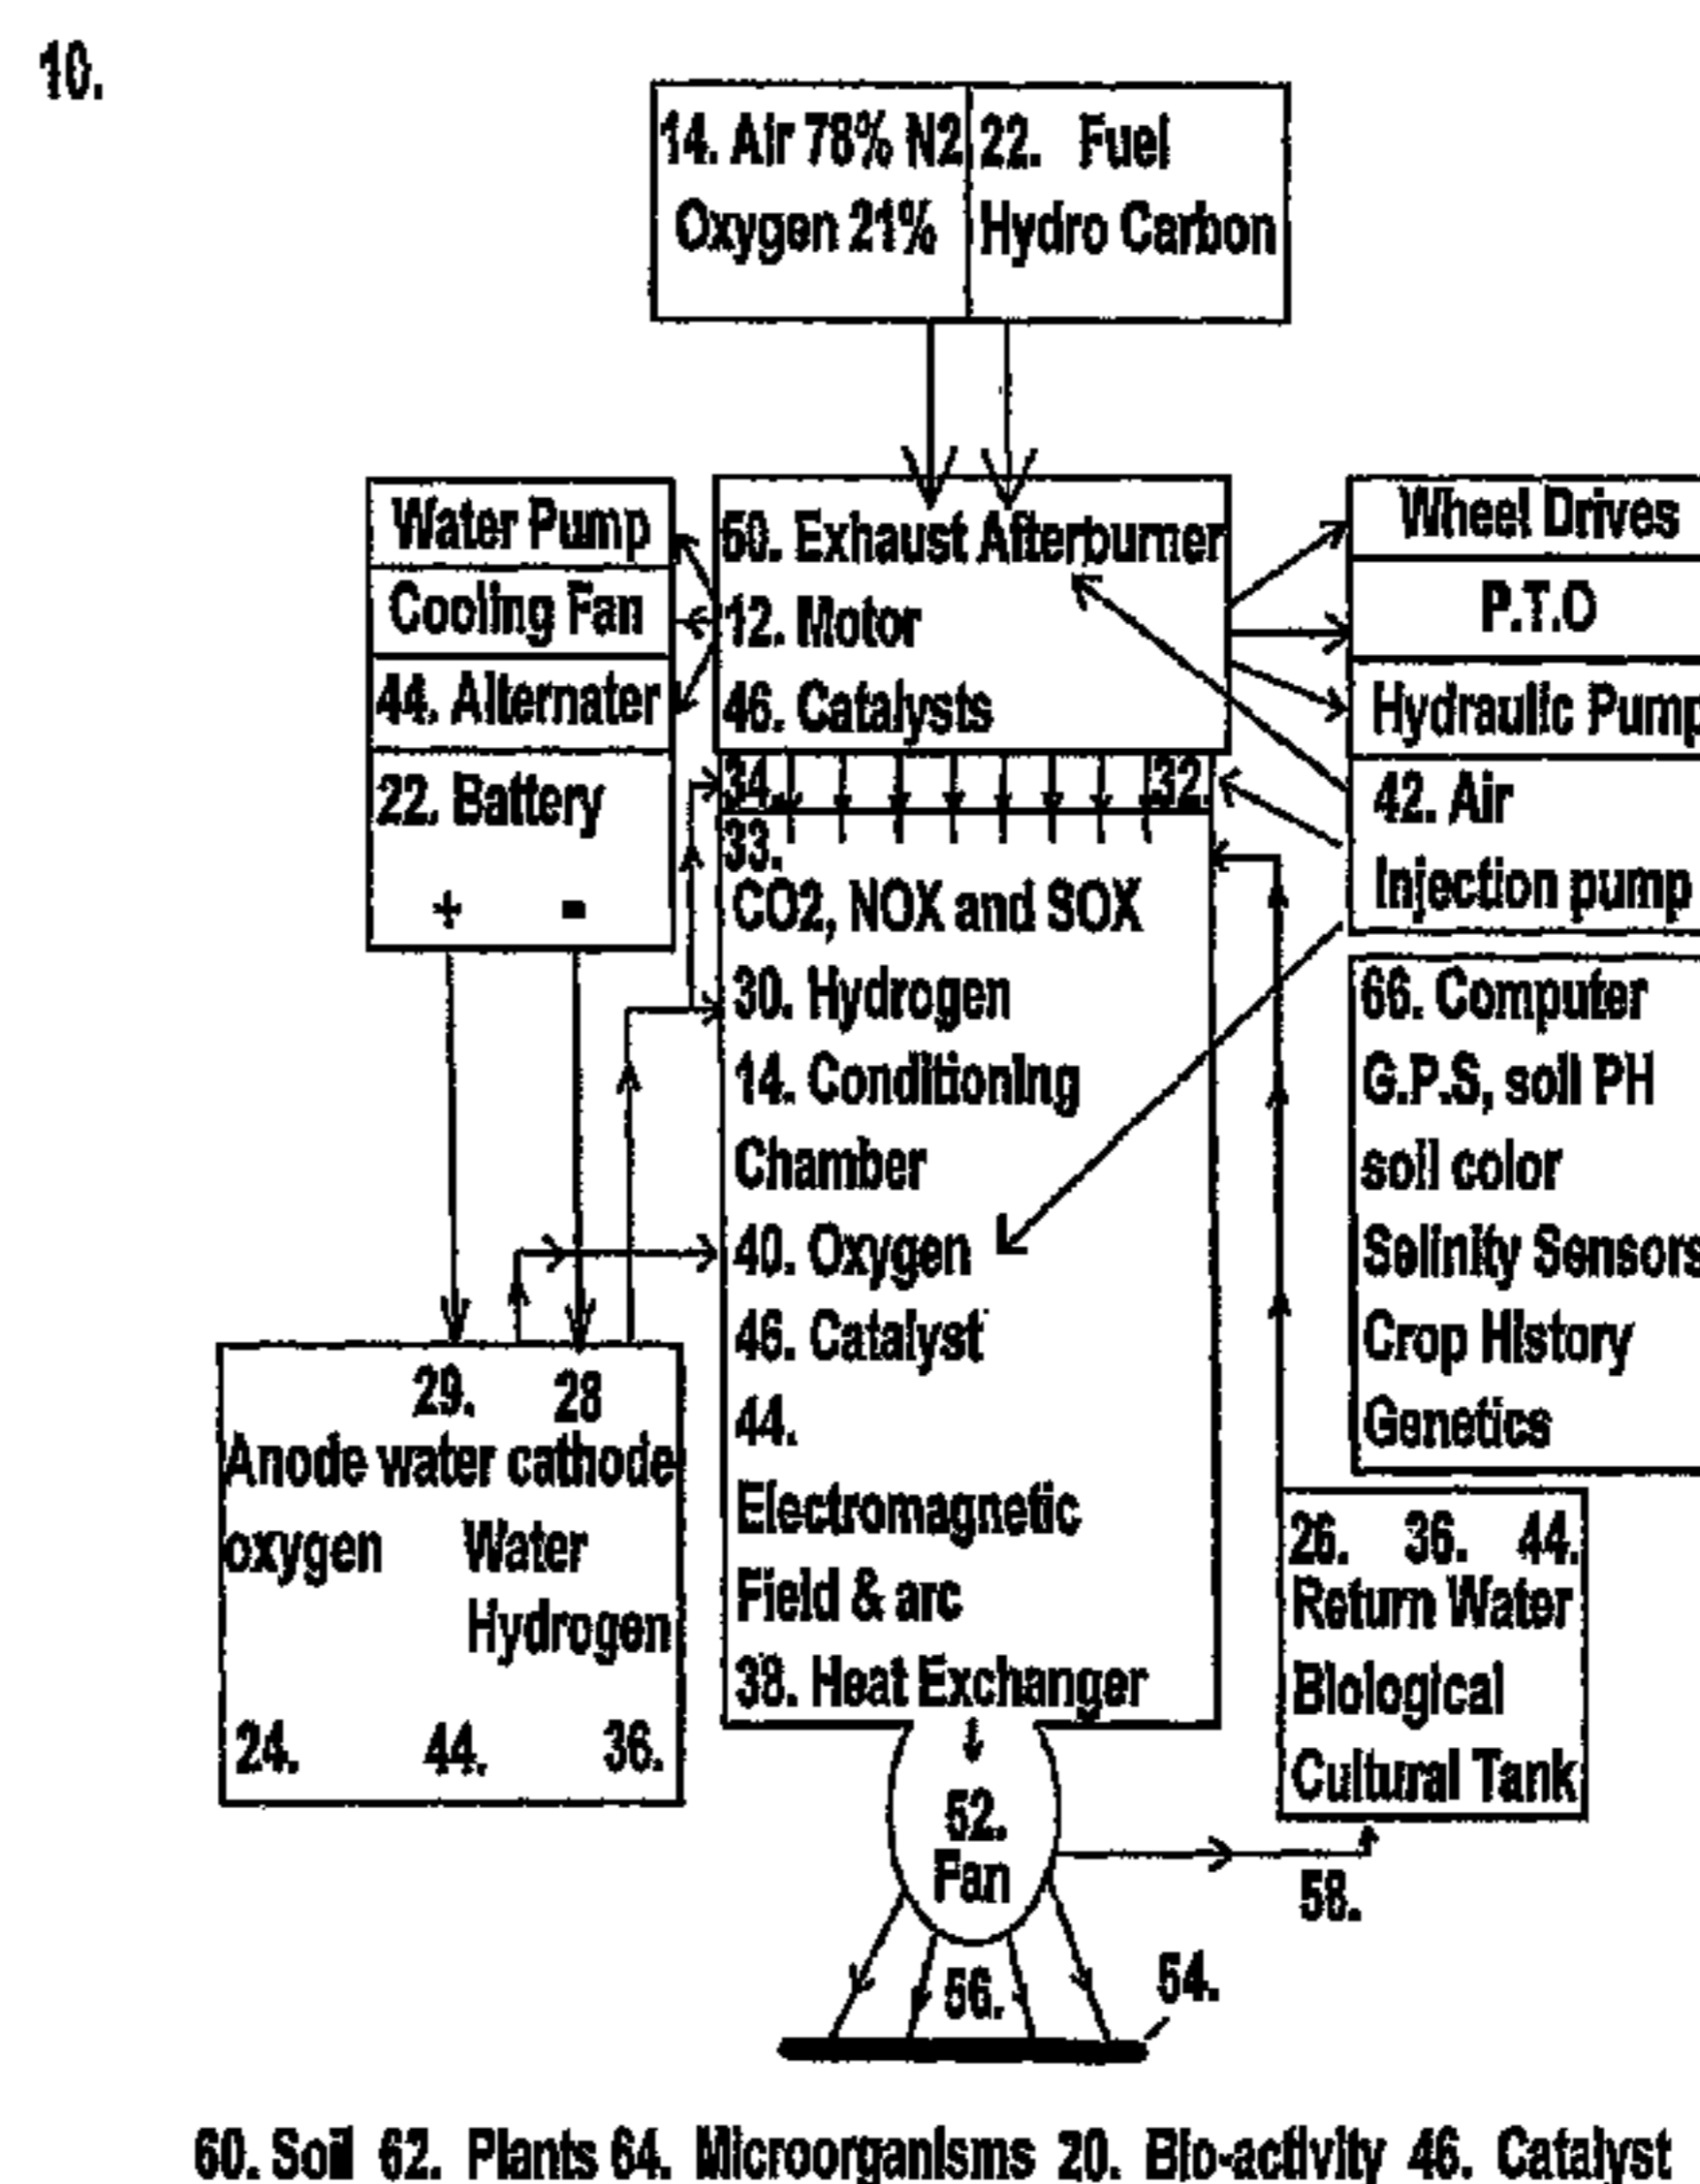 10.
14. Air 78% N2
Oxygen 21%
22. Fuel
Hydro Carbon
Water Pump
Cooling Fan
44. Alternater
22. Battery
+ -
50. Exhaust Afterburner
12. Motor
46. Catalysts
Wheel Drives
P.T.O
Hydraulic Pump
42. Air
Injection pump
34.
32.
33.
CO2, NOX and SOX
30. Hydrogen
14. Conditioning
Chamber
40. Oxygen
46. Catalyst
44.
Electromagnetic
Field & arc
38. Heat Exchanger
66. Computer
G.P.S, soil PH
soil color
Selinity Sensors
Crop History
Genetics
29. 28
Anode water cathode
oxygen Water
Hydrogen
24. 44. 36.
26. 36. 44.
Return Water
Biological
Cultural Tank
52.
Fan
58.
56.
54.
60. Soil 62. Plants 64. Microorganisms 20. Bio-activity 46. Catalyst